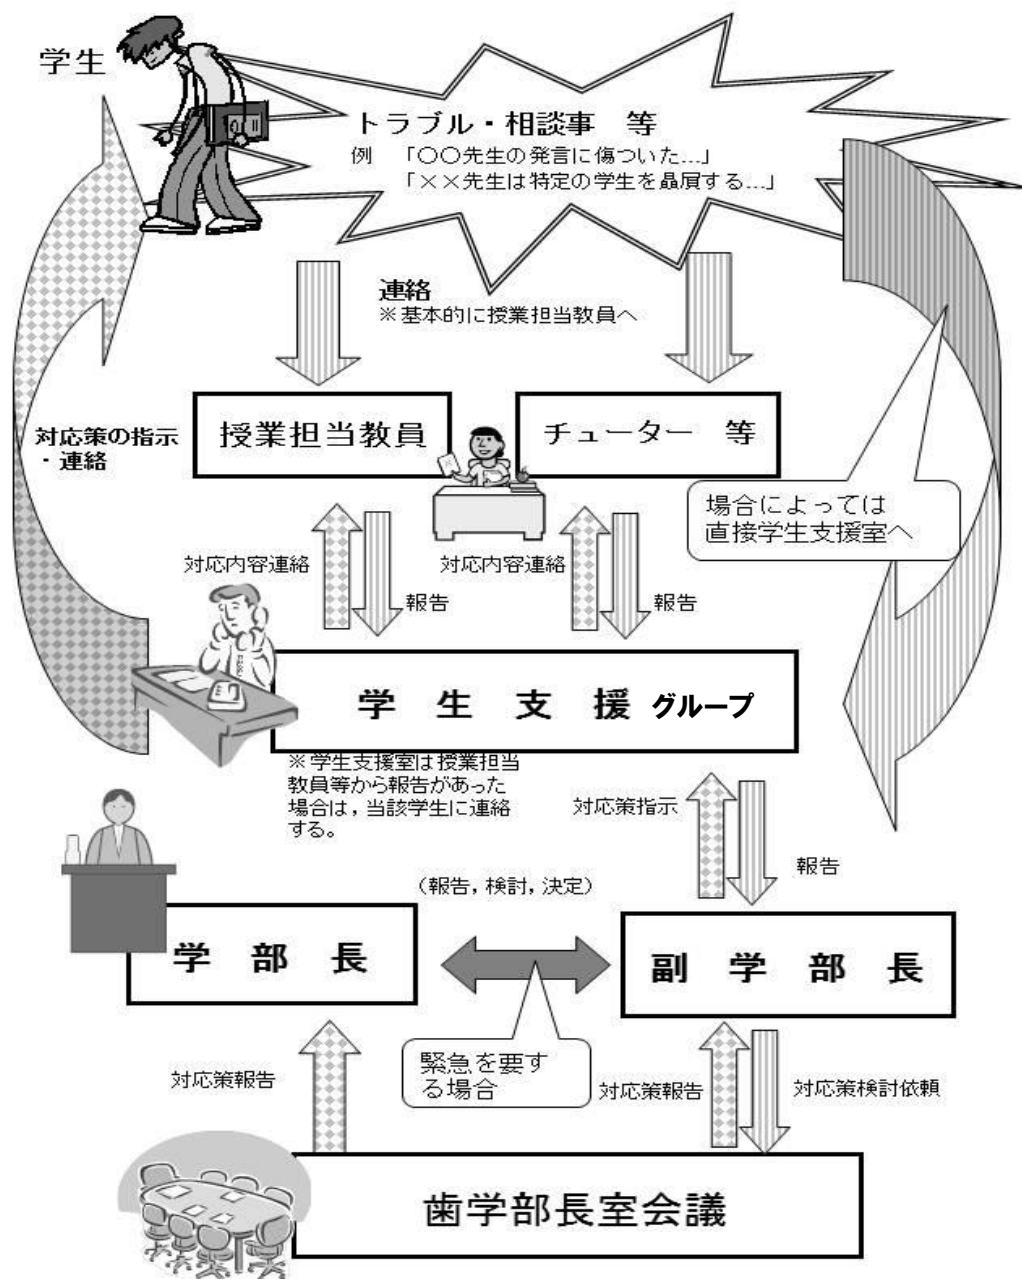 学生
トラブル・相談事　等
例　「〇〇先生の発言に傷ついた…」
「××先生は特定の学生を贔屓する…」
連絡
※基本的に授業担当教員へ
対応策の指示
・連絡
授業担当教員
チューター　等
場合によっては
直接学生支援室へ
対応内容連絡
報告
対応内容連絡
報告
学　生　支　援　グループ
※学生支援室は授業担当
教員等から報告があった
場合は，当該学生に連絡
する。
対応策指示
報告
（報告，検討，決定）
学　部　長
副　学　部　長
緊急を要す
る場合
対応策報告
対応策報告
対応策検討依頼
歯学部長室会議